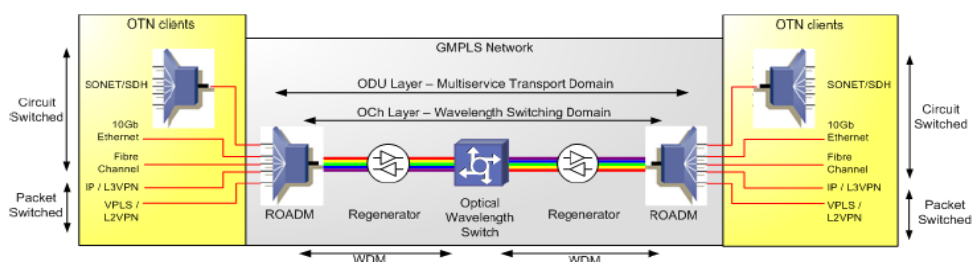 OTN clients
SONET/SDH
Circuit
Switched
10Gb
Ethernet
Fibre
Channel
IP / L3VPN
Packet
Switched
VPLS /
L2VPN
GMPLS Network
ODU Layer – Multiservice Transport Domain
OCh Layer – Wavelength Switching Domain
ROADM
Regenerator
Optical
Wavelength
Switch
Regenerator
ROADM
WDM
WDM
OTN clients
SONET/SDH
10Gb
Ethernet
Fibre
Channel
IP / L3VPN
VPLS /
L2VPN
Circuit
Switched
Packet
Switched